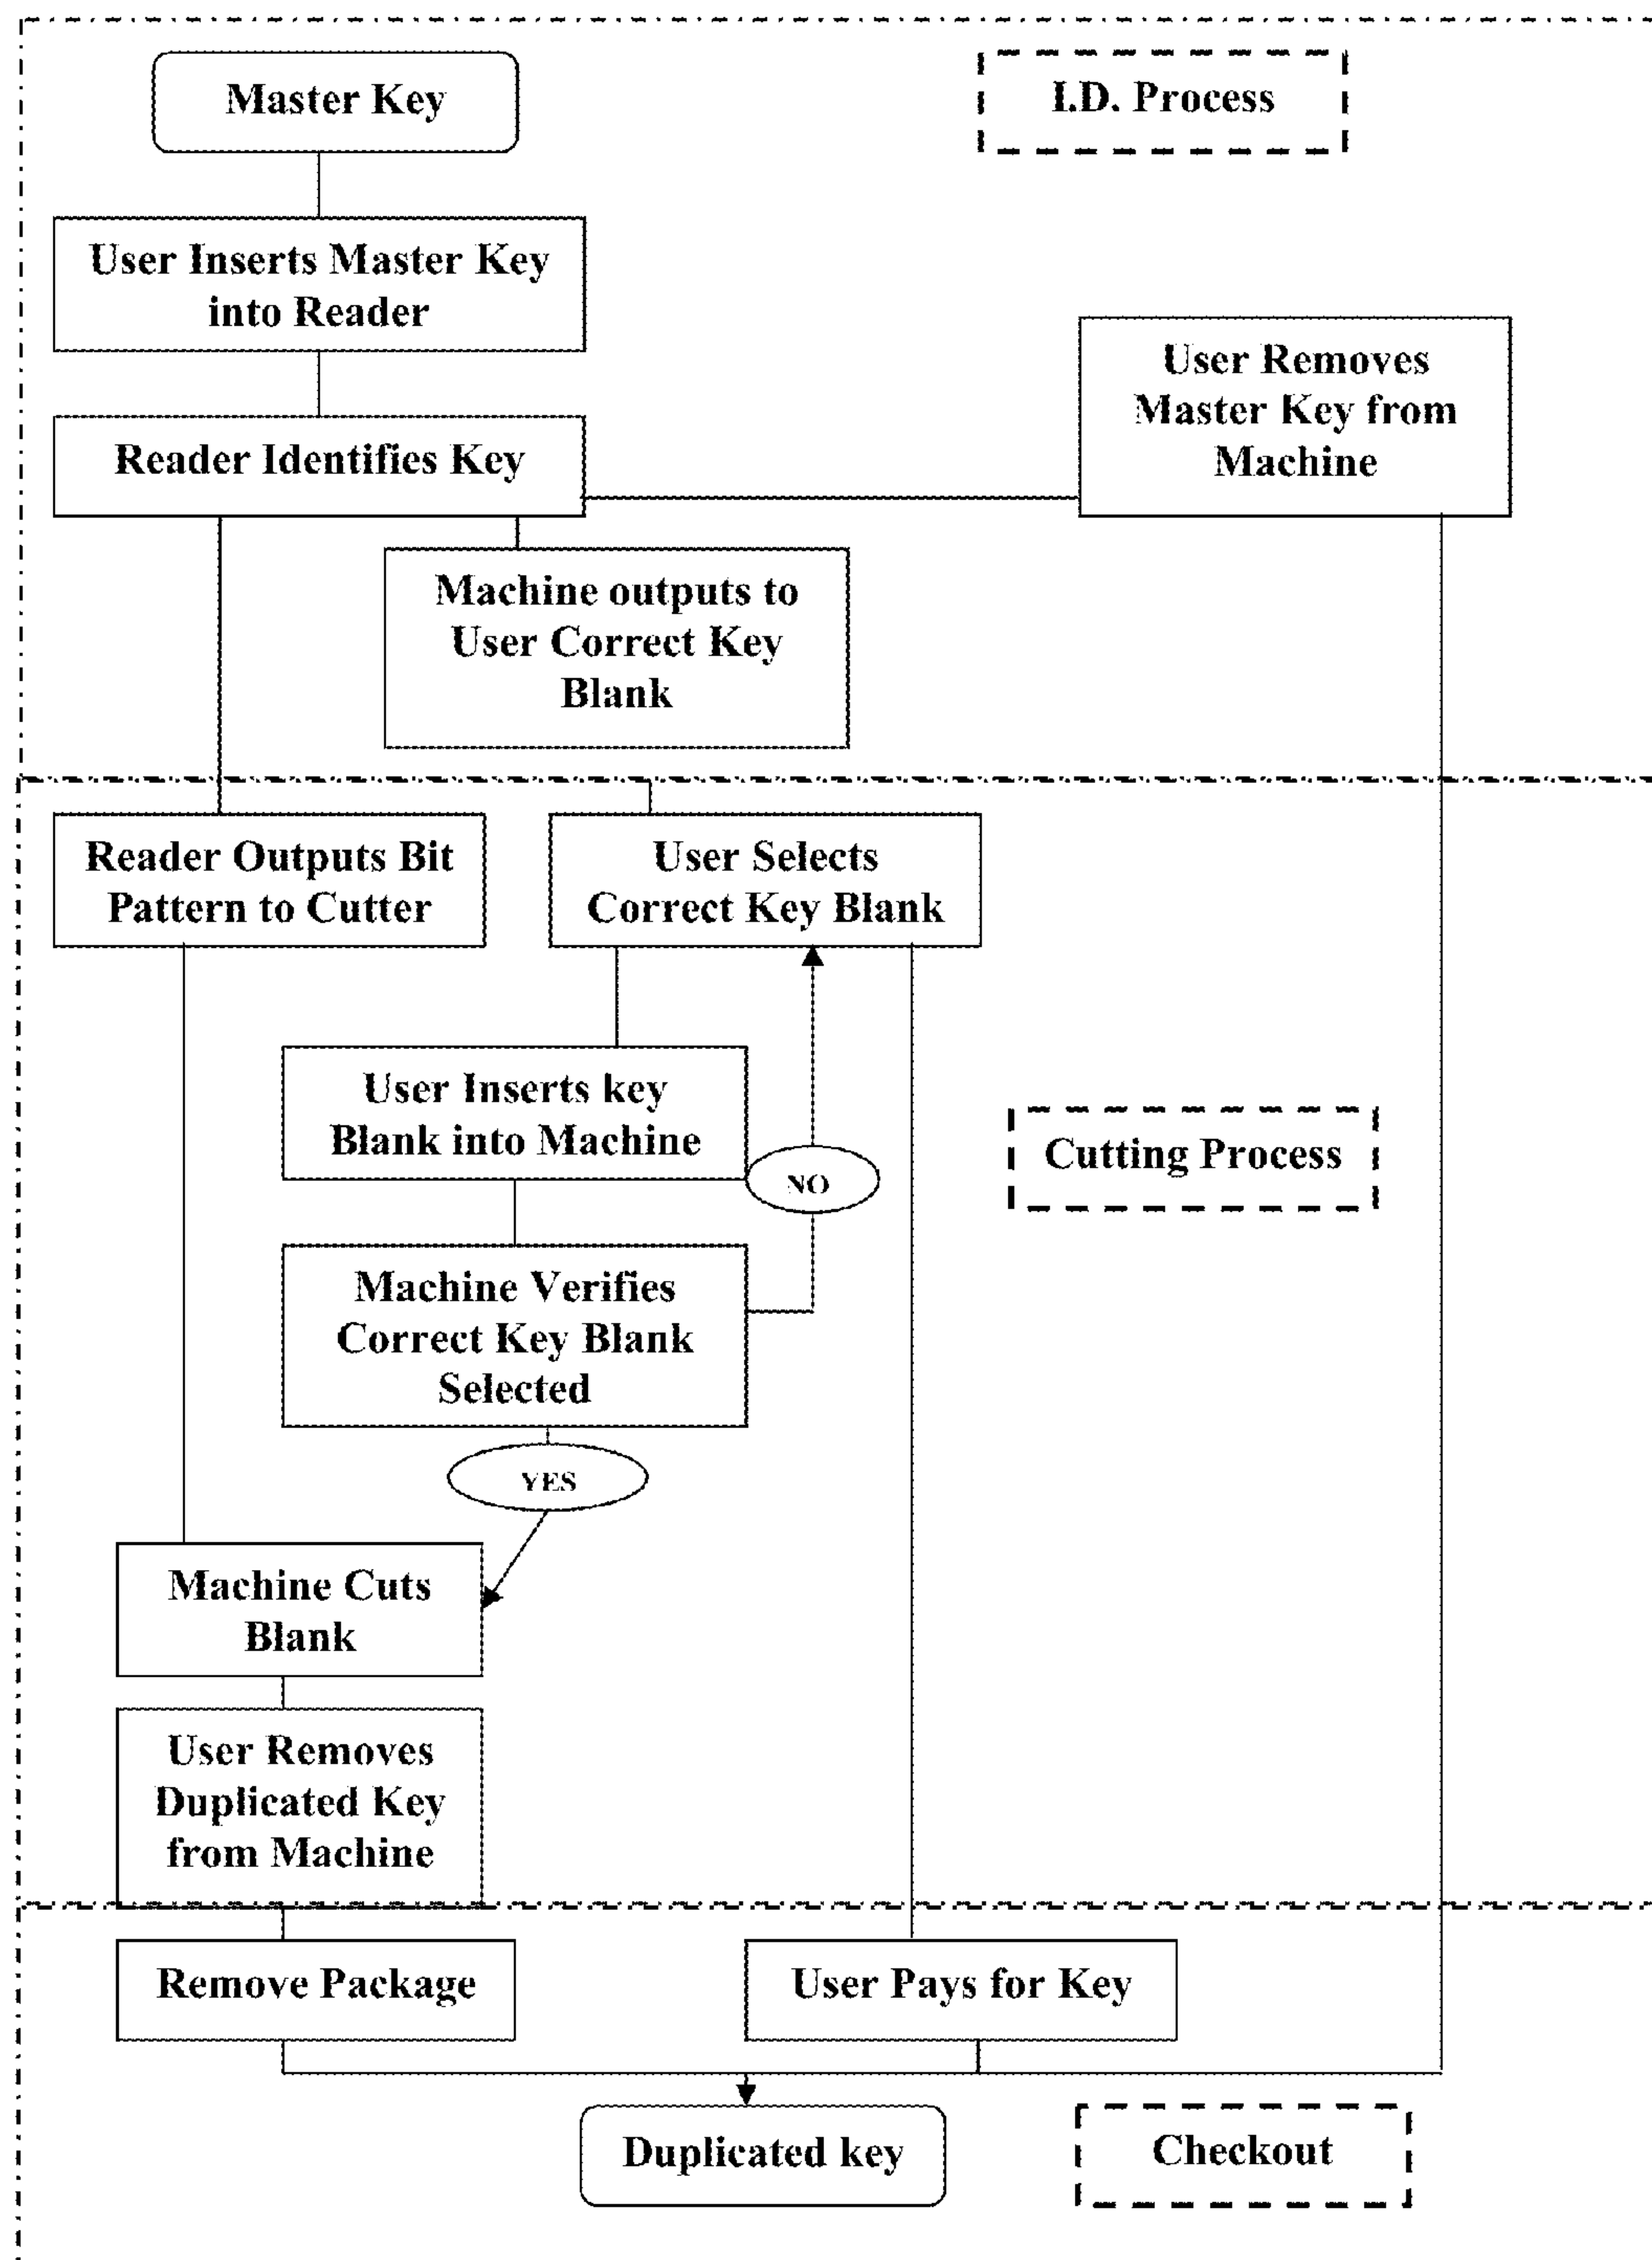 Master Key
I.D. Process
User Inserts Master Key
into Reader
User Removes
Master Key from
Machine
Reader Identifies Key
Machine outputs to
User Correct Key
Blank
Reader Outputs Bit
Pattern to Cutter
User Selects
Correct Key Blank
User Inserts key
Blank into Machine
NO
Cutting Process
Machine Verifies
Correct Key Blank
Selected
YES
Machine Cuts
Blank
User Removes
Duplicated Key
from Machine
Remove Package
User Pays for Key
Duplicated key
Checkout